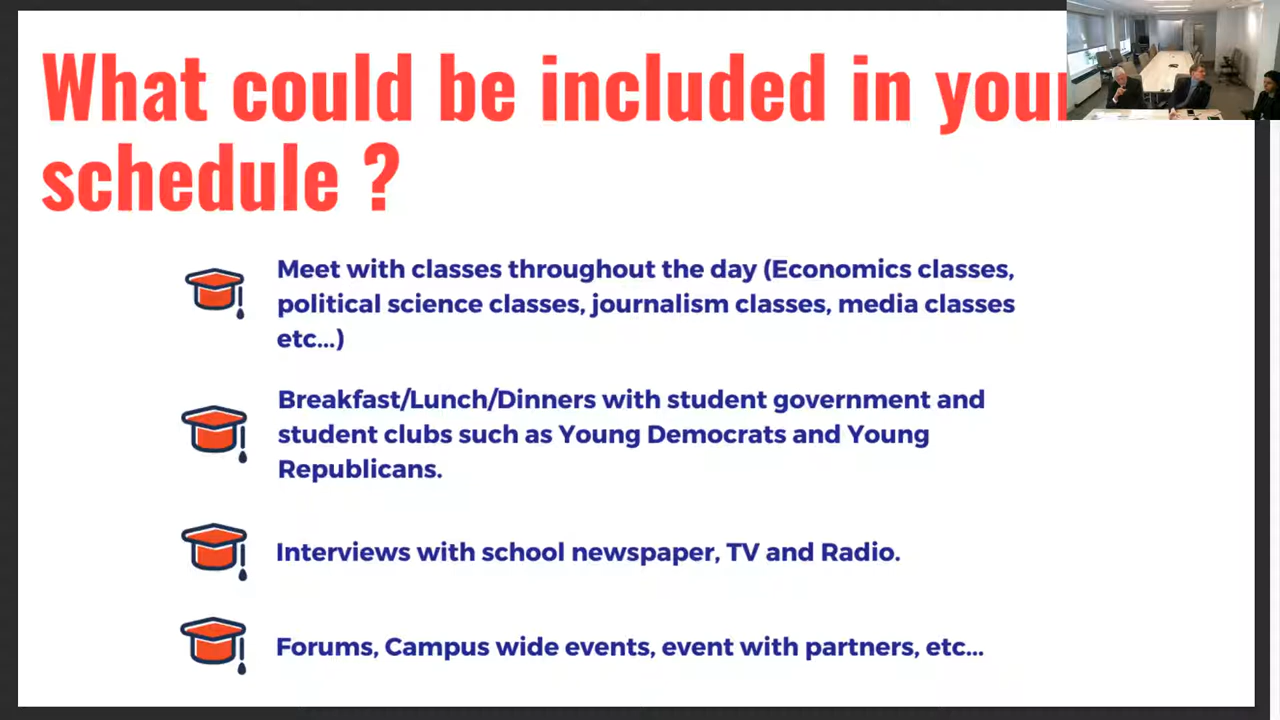 What could be included in your
schedule ?
Meet with classes throughout the day (Economics classes,
political science classes, journalism classes, media classes
etc...)
Breakfast/Lunch/Dinners with student government and
student clubs such as Young Democrats and Young
Republicans.
Interviews with school newspaper, TV and Radio.
Forums, Campus wide events, event with partners, etc...